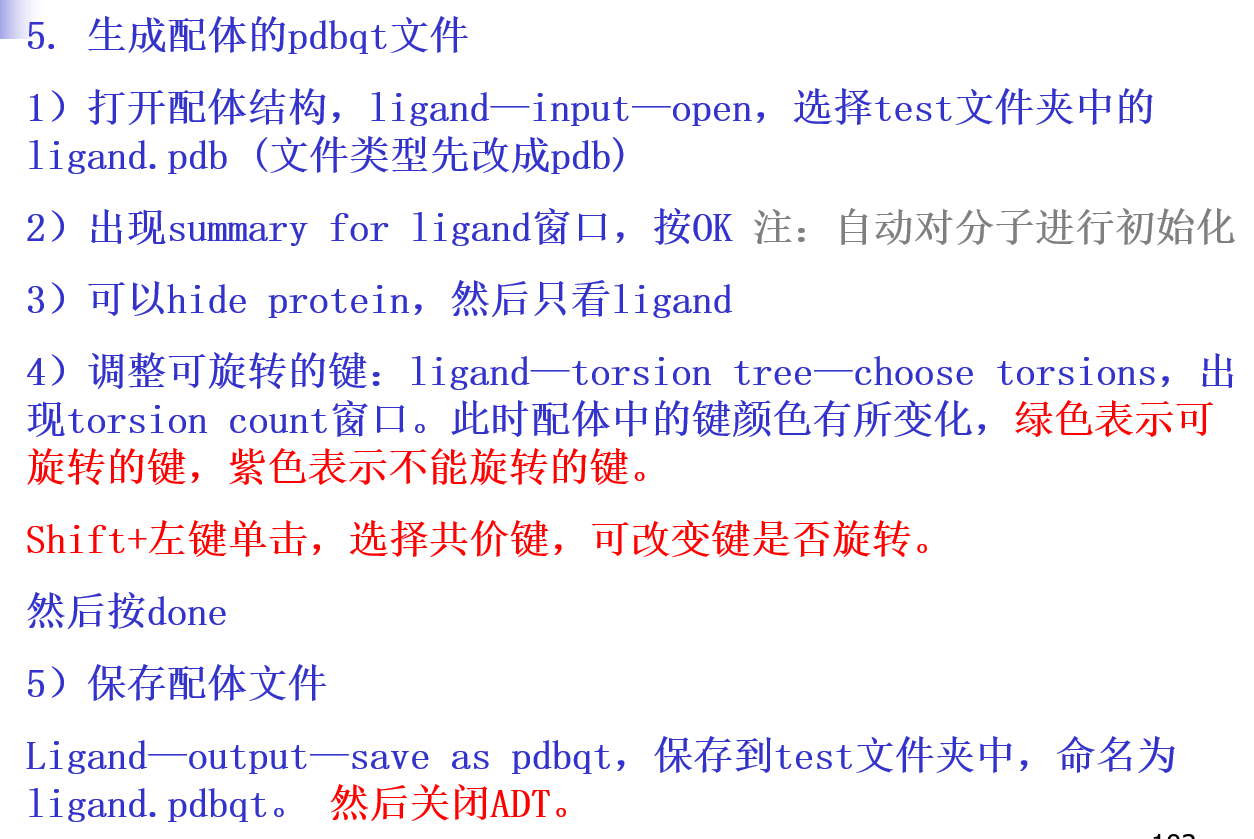 5. 生成配体的pdbqt文件
1）打开配体结构，ligand—input—open，选择test文件夹中的
ligand.pdb（文件类型先改成pdb）
2）出现summary for ligand窗口，按OK 注：自动对分子进行初始化
3）可以hide protein，然后只看ligand
4）调整可旋转的键：ligand—torsion tree—choose torsions，出
现torsion count窗口。此时配体中的键颜色有所变化，绿色表示可
旋转的键，紫色表示不能旋转的键。
Shift+左键单击，选择共价键，可改变键是否旋转。
然后按done
5）保存配体文件
Ligand—output—save as pdbqt，保存到test文件夹中，命名为
ligand.pdbqt。 然后关闭ADT。